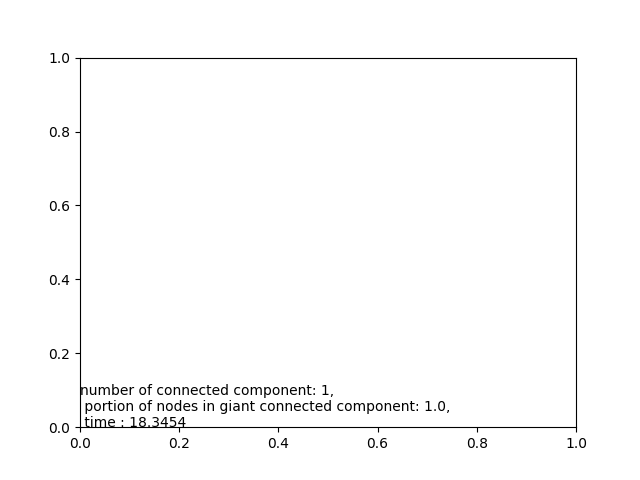 1.0
0.8
0.6
0.4
0.2
number of connected component: 1,
portion of nodes in giant connected component: 1.0,
time : 18.3454
0.0
0.0 0.2 0.4 0.6 0.8 1.0